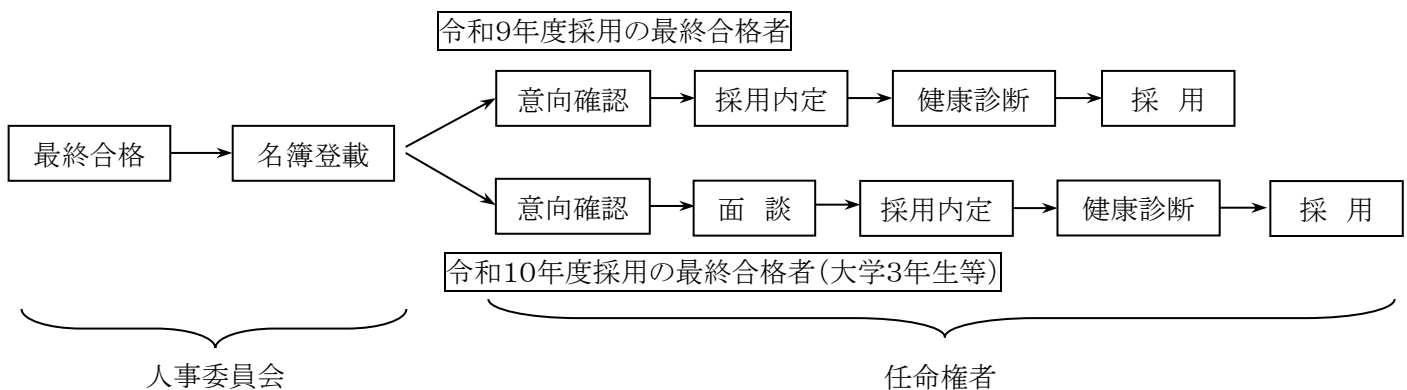 令和9年度採用の最終合格者
意向確認 採用内定 健康診断 採 用
最終合格 名簿登載
意向確認 面 談 採用内定 健康診断 採 用
令和10年度採用の最終合格者(大学3年生等)
人事委員会 任命権者